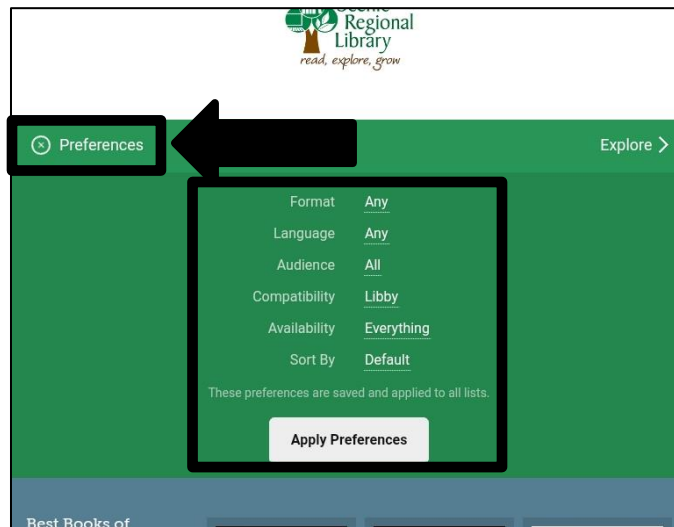 Scenic
Regional
Library
read, explore, grow
Preferences
Explore
Format Any
Language Any
Audience All
Compatibility Libby
Availability Everything
Sort By Default
These preferences are saved and applied to all lists.
Apply Preferences
Best Books of